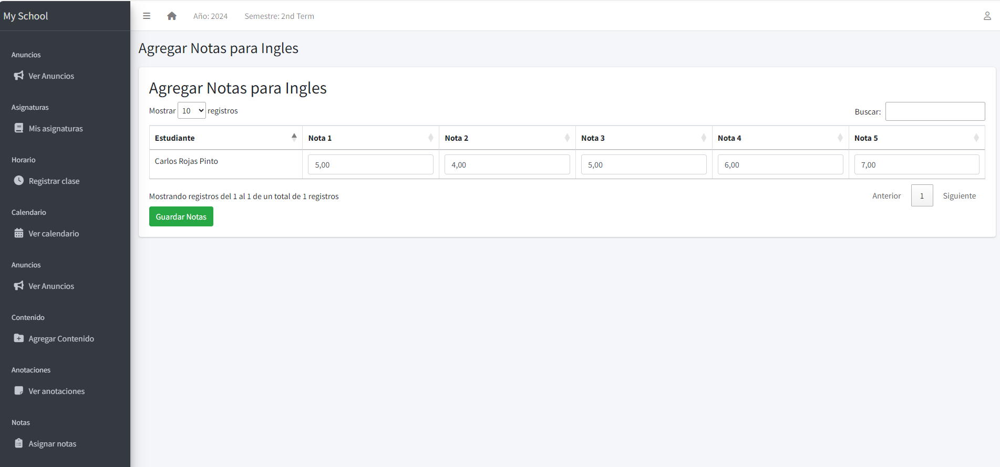 My School
Año: 2024 Semestre: 2nd Term
Anuncios
Ver Anuncios
Asignaturas
Mis asignaturas
Horario
Registrar clase
Calendario
Ver calendario
Anuncios
Ver Anuncios
Contenido
Agregar Contenido
Anotaciones
Ver anotaciones
Notas
Asignar notas
Agregar Notas para Ingles
Agregar Notas para Ingles
Mostrar 10 registros
Buscar:
Estudiante Nota 1 Nota 2 Nota 3 Nota 4 Nota 5
Carlos Rojas Pinto 5,00 4,00 5,00 6,00 7,00
Mostrando registros del 1 al 1 de un total de 1 registros
Anterior 1 Siguiente
Guardar Notas